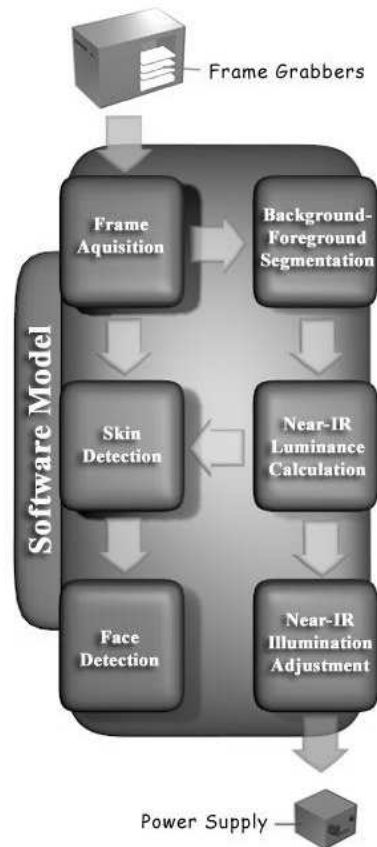 Frame Grabbers
Frame
Aquisition
Background-
Foreground
Segmentation
Software Model
Skin
Detection
Near-IR
Luminance
Calculation
Face
Detection
Near-IR
Illumination
Adjustment
Power Supply